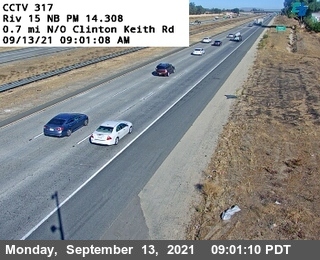 CCTV 317
Riv 15 NB PM 14.308
0.7 mi N/O Clinton Keith Rd
09/13/21 09:01:08 AM
Monday, September 13, 2021 09:01:10 PDT